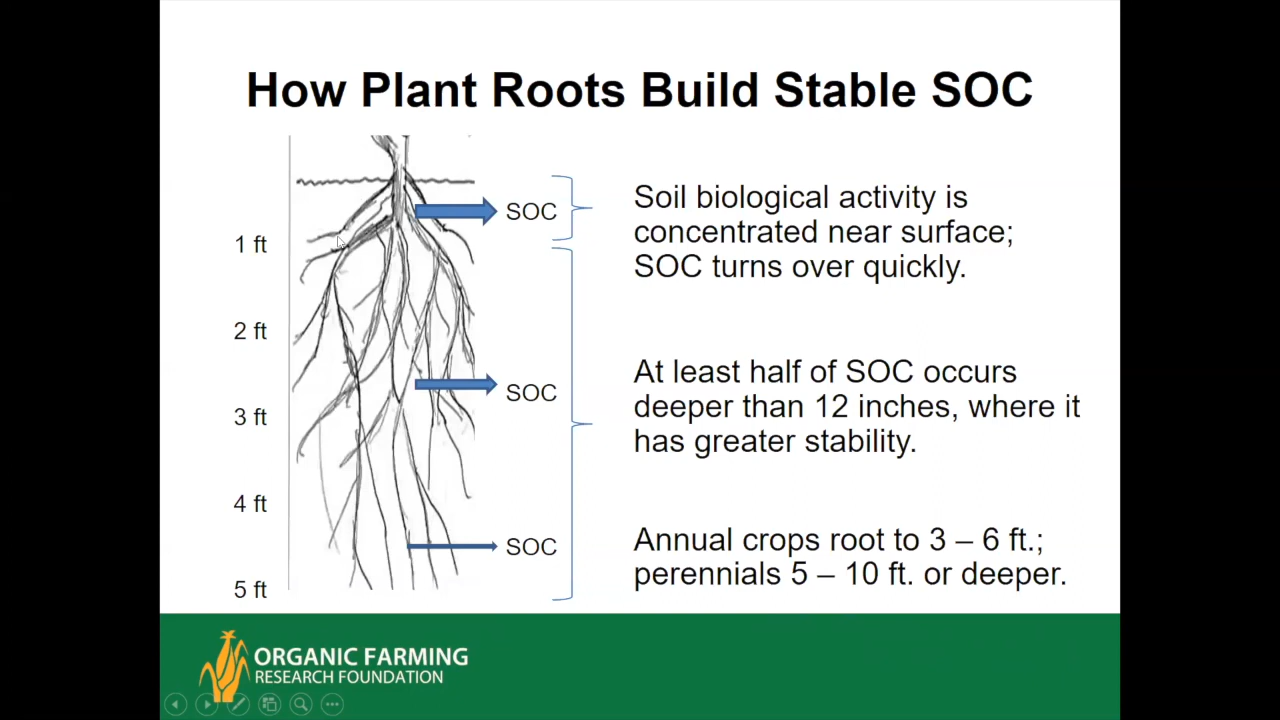 How Plant Roots Build Stable SOC
SOC
1 ft
2 ft
SOC
3 ft
4 ft
SOC
5 ft
Soil biological activity is
concentrated near surface;
SOC turns over quickly.
At least half of SOC occurs
deeper than 12 inches, where it
has greater stability.
Annual crops root to 3 – 6 ft.;
perennials 5 – 10 ft. or deeper.
ORGANIC FARMING
RESEARCH FOUNDATION